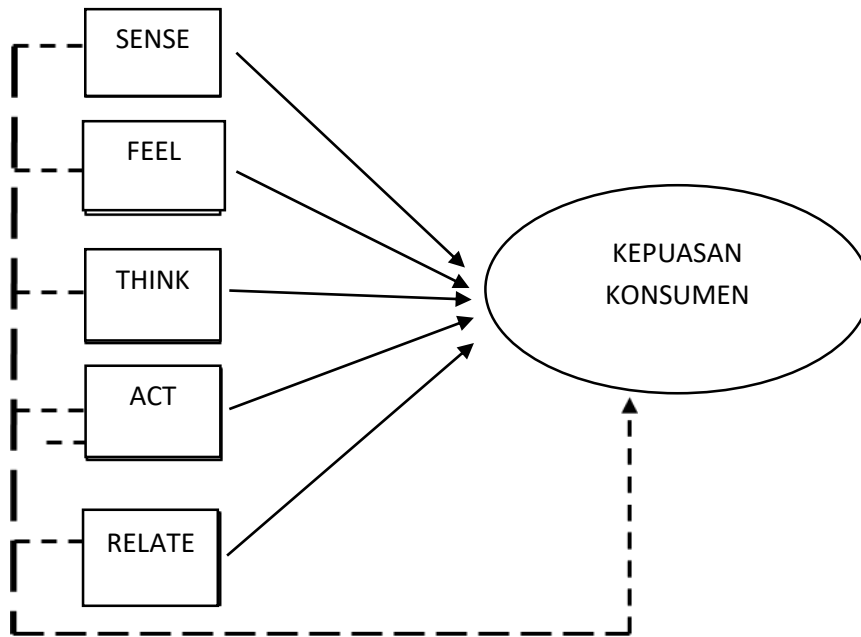 SENSE
FEEL
THINK
ACT
RELATE
KEPUASAN
KONSUMEN